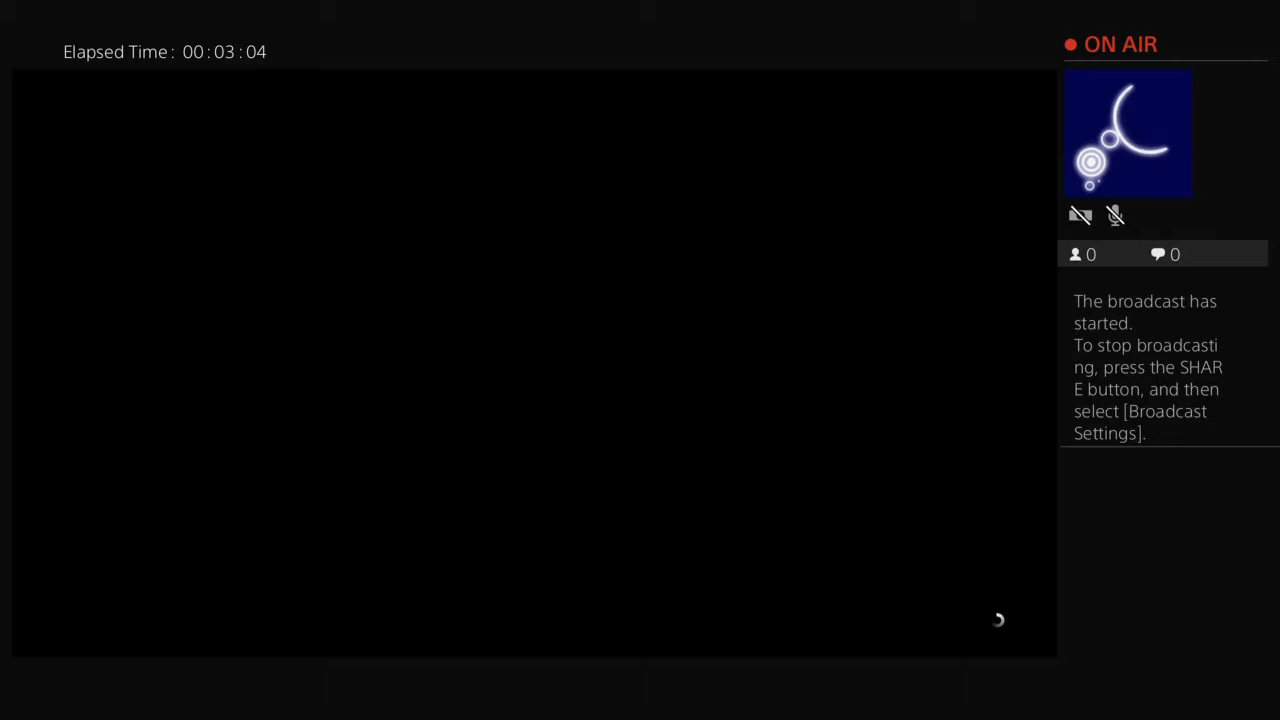 Elapsed Time: 00:03:04
ON AIR
0 0
The broadcast has
started.
To stop broadcasti
ng, press the SHAR
E button, and then
select [Broadcast
Settings].